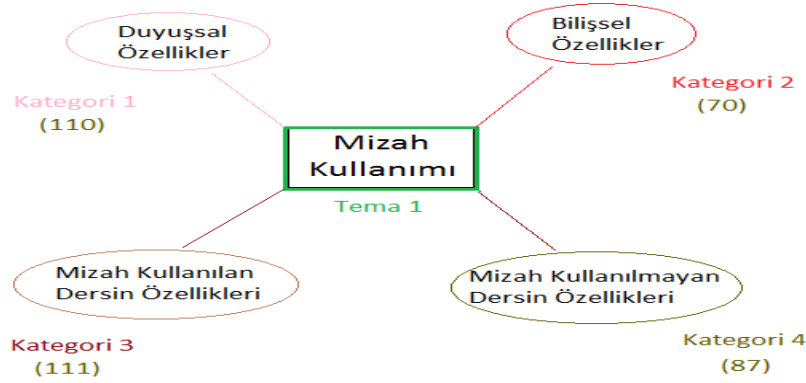 Duyuşsal
Özellikler
Bilişsel
Özellikler
Kategori 1
(110)
Kategori 2
(70)
Mizah
Kullanımı
Tema 1
Mizah Kullanılan
Dersin Özellikleri
Mizah Kullanılmayan
Dersin Özellikleri
Kategori 3
(111)
Kategori 4
(87)